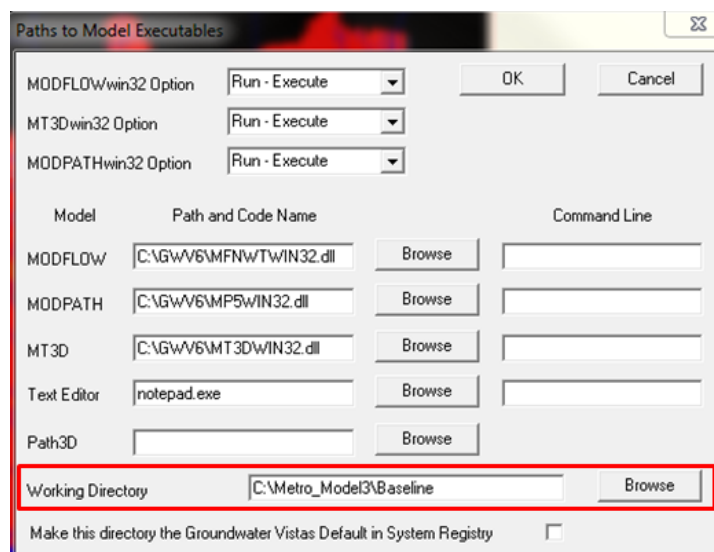 Paths to Model Executables
MODFLOWwin32 Option Run - Execute OK Cancel
MT3Dwin32 Option Run - Execute
MODPATHwin32 Option Run - Execute
Model Path and Code Name Command Line
MODFLOW C:\GWV6\MFNWTWIN32.dll Browse
MODPATH C:\GWV6\MP5WIN32.dll Browse
MT3D C:\GWV6\MT3DWIN32.dll Browse
Text Editor notepad.exe Browse
Path3D Browse
Working Directory C:\Metro_Model3\Baseline Browse
Make this directory the Groundwater Vistas Default in System Registry